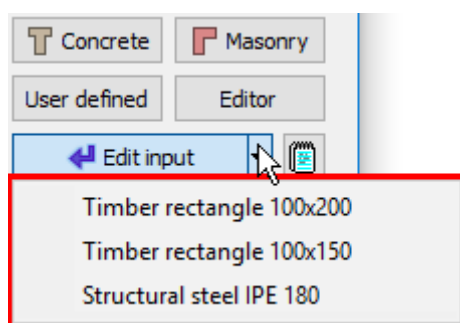 Concrete
Masonry
User defined
Editor
Edit input
Timber rectangle 100x200
Timber rectangle 100x150
Structural steel IPE 180